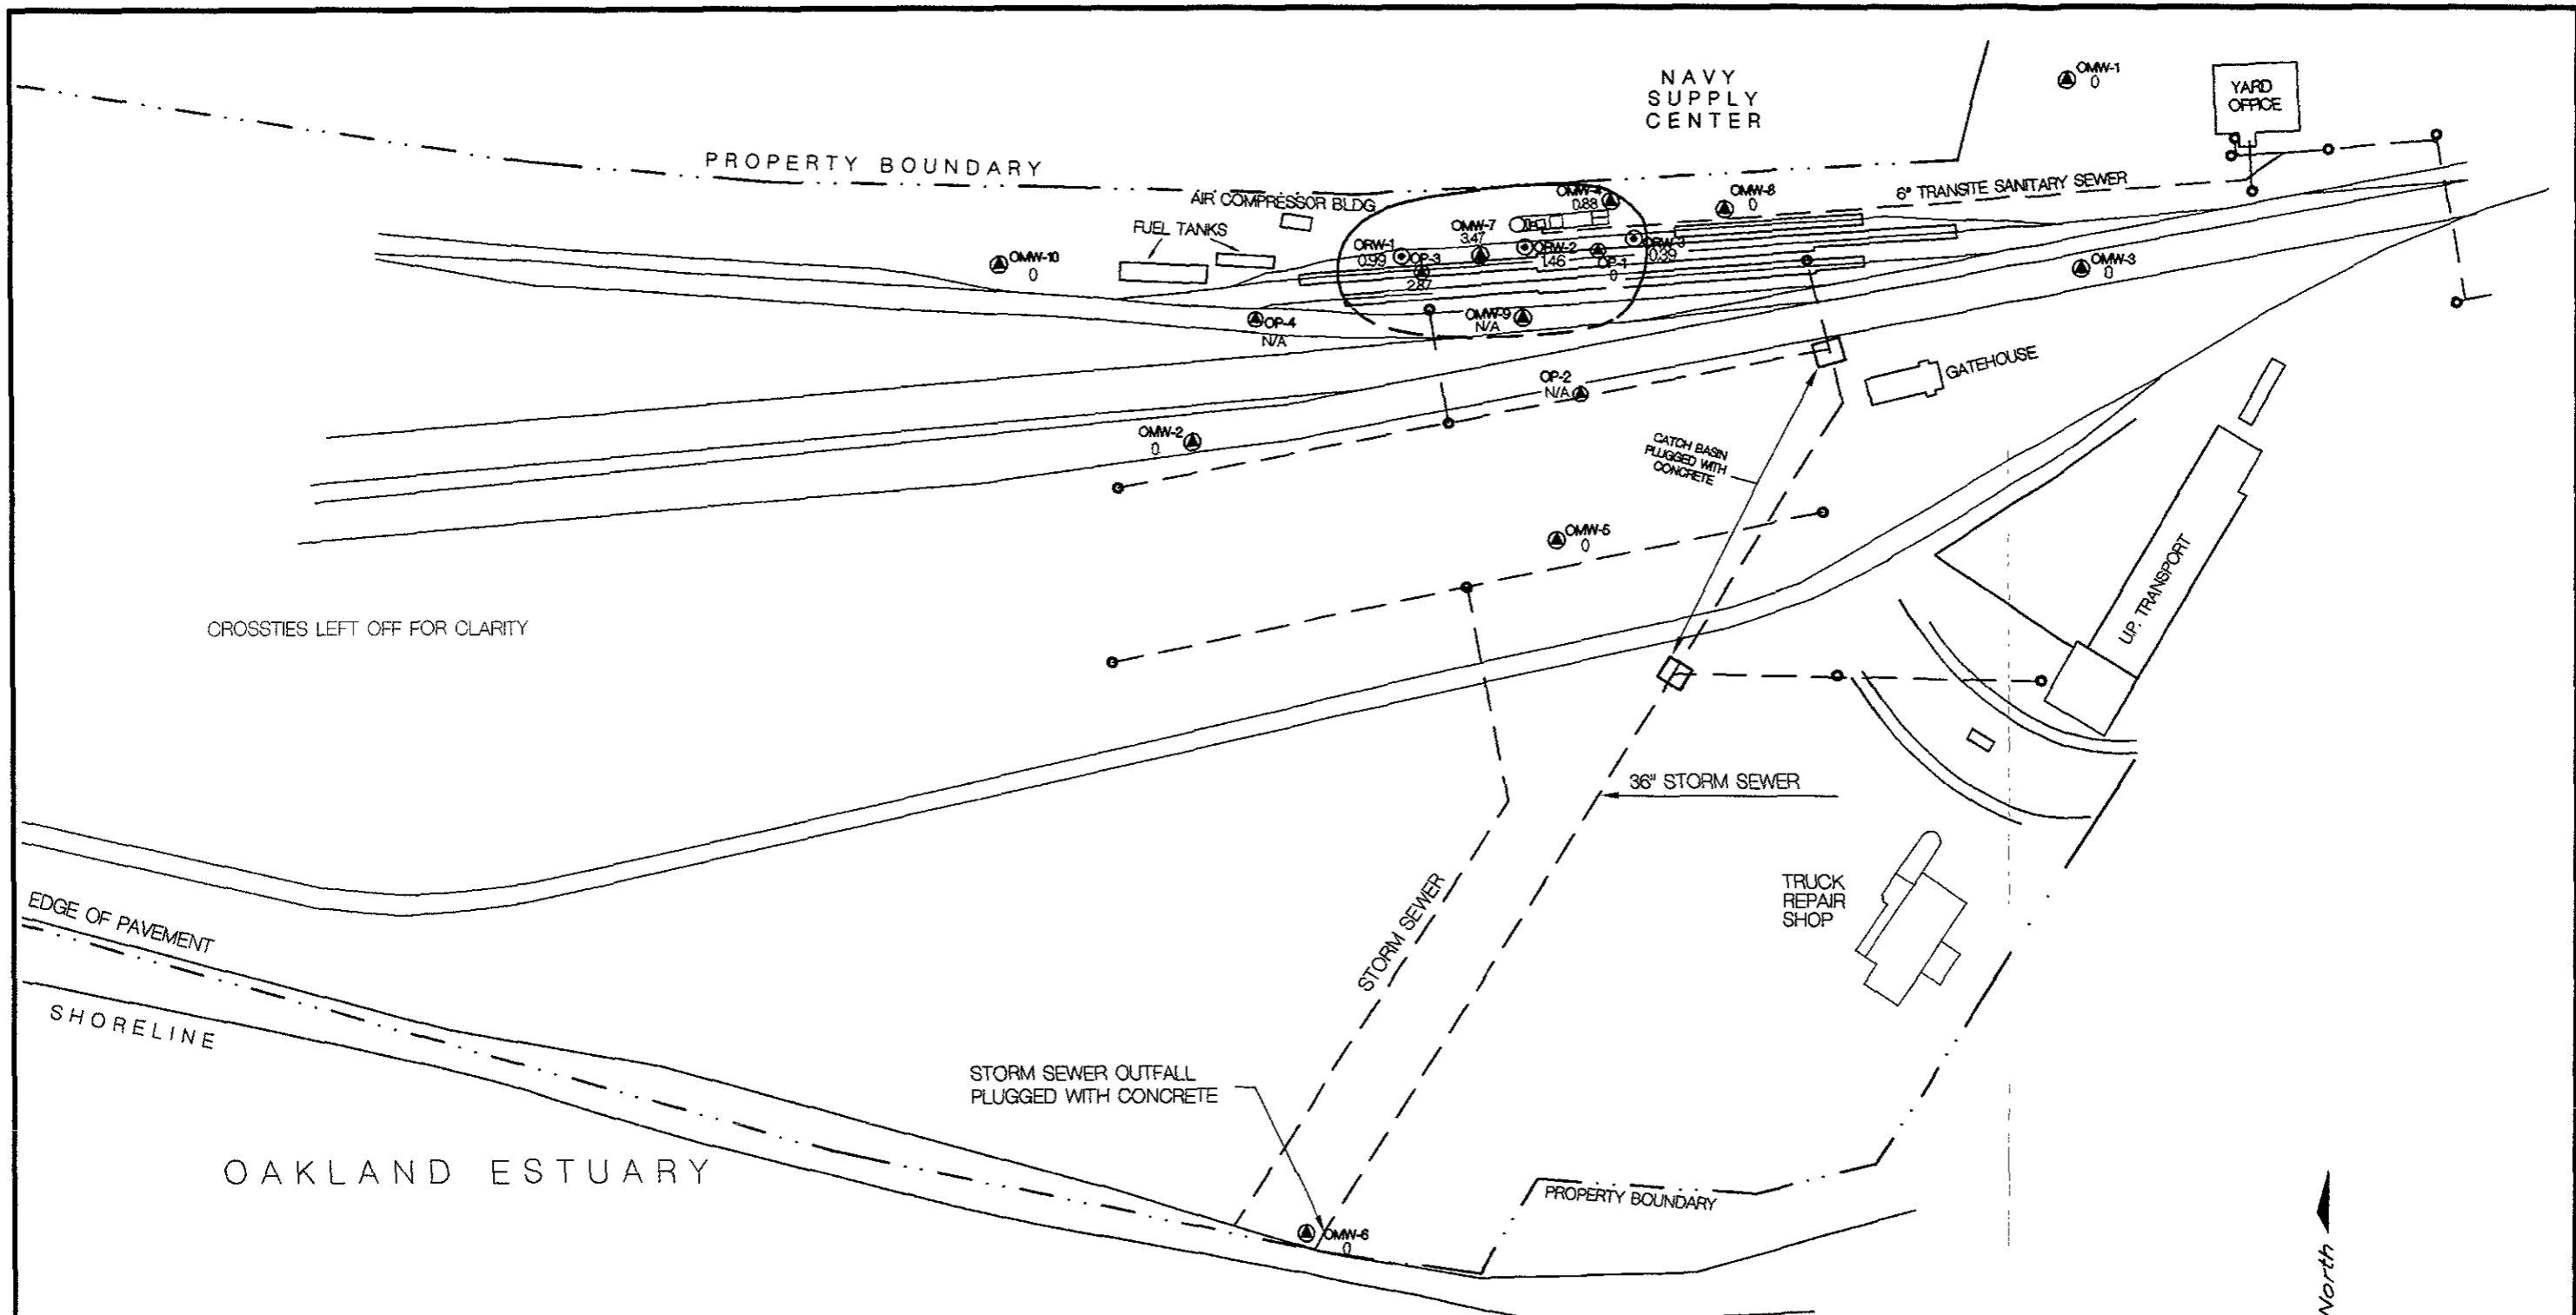 NAVY
SUPPLY
CENTER
OMW-1
0
YARD
OFFICE
PROPERTY BOUNDARY
AIR COMPRESSOR BLDG
OMW-4
0.88
OMW-8
0
6" TRANSITE SANITARY SEWER
FUEL TANKS
OMW-7
3.47
ORW-1
0.99
OP-3
2.87
ORW-2
1.46
OP-1
0
ORW-3
0.39
OMW-10
0
OMW-3
0
OP-4
N/A
OMW-9
N/A
GATEHOUSE
OP-2
N/A
OMW-2
0
CATCH BASIN
PLUGGED WITH
CONCRETE
OMW-5
0
U.P. TRANSPORT
CROSSTIES LEFT OFF FOR CLARITY
36" STORM SEWER
STORM SEWER
TRUCK
REPAIR
SHOP
EDGE OF PAVEMENT
SHORELINE
STORM SEWER OUTFALL
PLUGGED WITH CONCRETE
OAKLAND ESTUARY
PROPERTY BOUNDARY
OMW-6
0
North